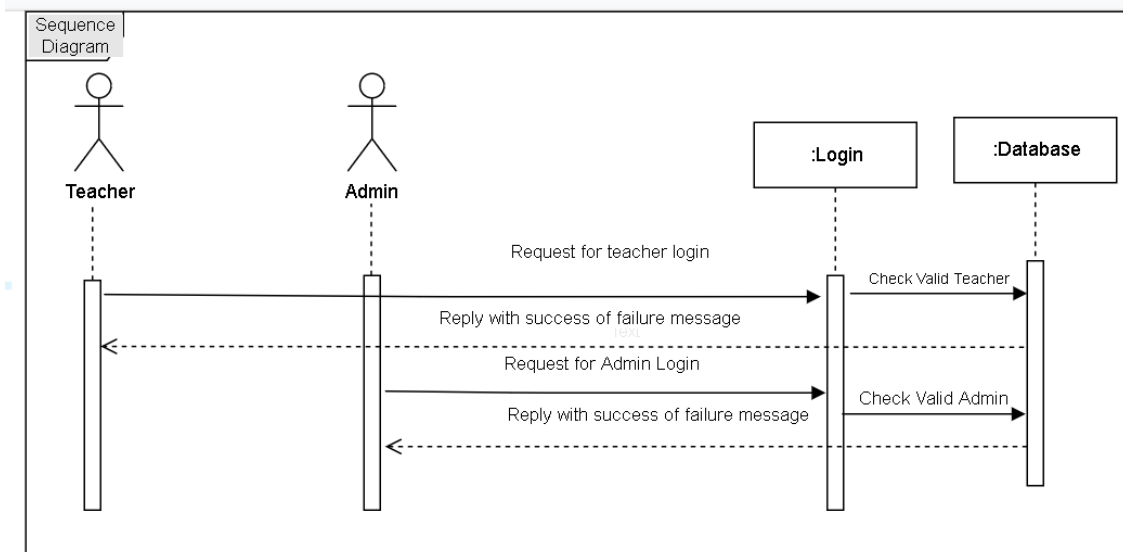 Sequence
Diagram
Teacher
Admin
:Login
:Database
Request for teacher login
Check Valid Teacher
Reply with success of failure message
Text
Request for Admin Login
Check Valid Admin
Reply with success of failure message